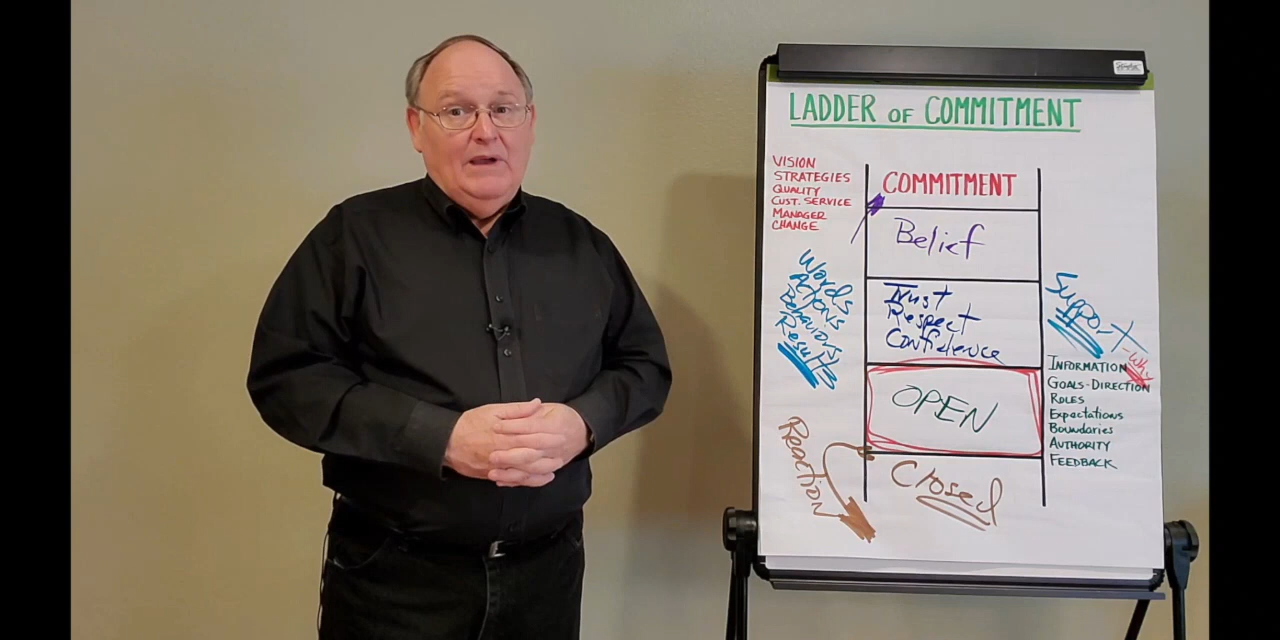 LADDER OF COMMITMENT
VISION
STRATEGIES
QUALITY
CUST. SERVICE
MANAGER
CHANGE
COMMITMENT
Belief
Words
Actions
Behaviors
Results
Trust
Respect
Confidence
Support
- Why
INFORMATION
GOALS-DIRECTION
ROLES
Expectations
Boundaries
AUTHORITY
FEEDBACK
OPEN
Reaction
Closed